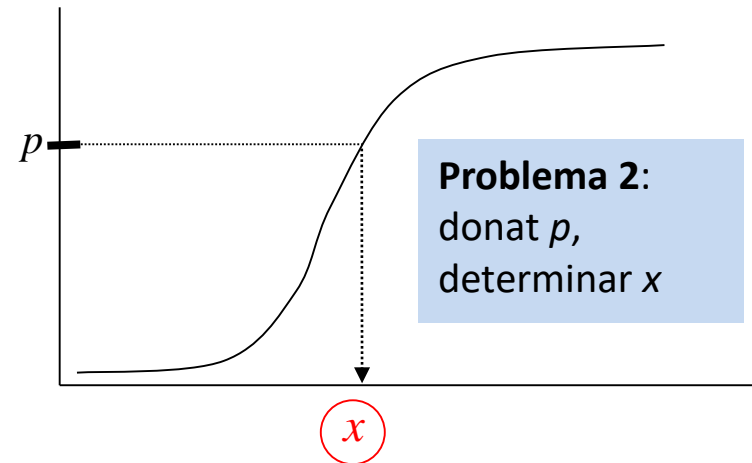 p
Problema 2:
donat p,
determinar x
x